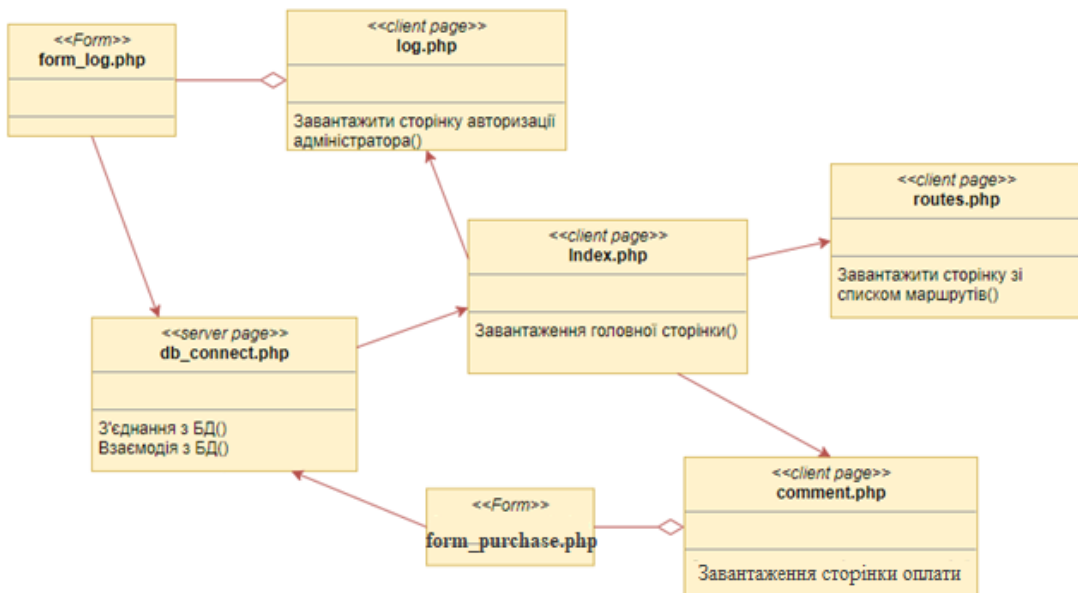 <<Form>>
form_log.php
<<client page>>
log.php
Завантажити сторінку авторизації
адміністратора()
<<client page>>
routes.php
Завантажити сторінку зі
списком маршрутів()
<<client page>>
Index.php
Завантаження головної сторінки()
<<server page>>
db_connect.php
З'єднання з БД()
Взаємодія з БД()
<<Form>>
form_purchase.php
<<client page>>
comment.php
Завантаження сторінки оплати